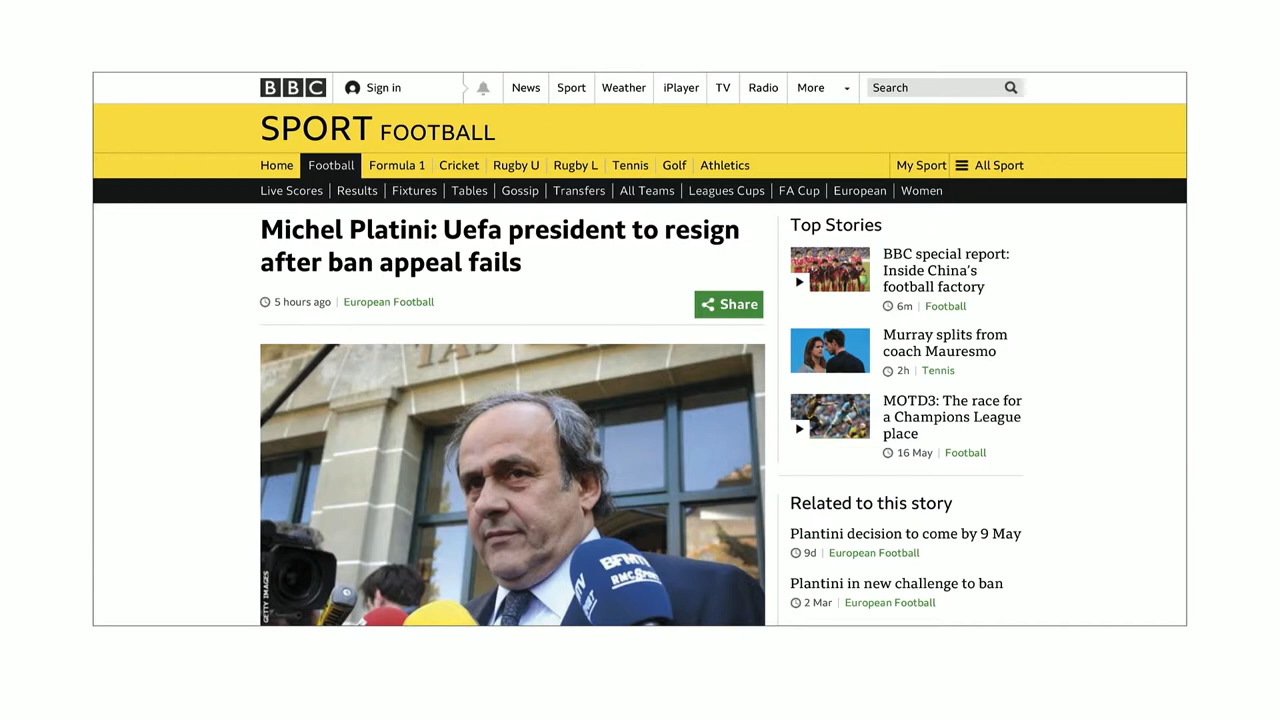 BBC
Sign in
News
Sport
Weather
iPlayer
TV
Radio
More
Search
SPORT FOOTBALL
Home
Football
Formula 1
Cricket
Rugby U
Rugby L
Tennis
Golf
Athletics
My Sport
All Sport
Live Scores
Results
Fixtures
Tables
Gossip
Transfers
All Teams
Leagues Cups
FA Cup
European
Women
Michel Platini: Uefa president to resign
after ban appeal fails
5 hours ago
European Football
Share
GETTY IMAGES
BFMTV
RMC SPORT
Top Stories
BBC special report:
Inside China's
football factory
6m
Football
Murray splits from
coach Mauresmo
2h
Tennis
MOTD3: The race for
a Champions League
place
16 May
Football
Related to this story
Plantini decision to come by 9 May
9d
European Football
Plantini in new challenge to ban
2 Mar
European Football